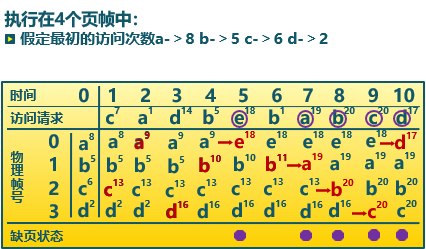 执行在4个页帧中：
假定最初的访问次数a->8 b->5 c->6 d->2
时间 0 1 2 3 4 5 6 7 8 9 10
访问请求 c7 a1 d14 b5 e18 b1 a19 b20 c20 d17
物理帧号
0 a8 a8 a9 a9 a9→e18 e18 e18 e18 e18→d17
1 b5 b5 b5 b5 b10 b10 b11→a19 a19 a19 a19
2 c6 c13 c13 c13 c13 c13 c13 c13→b20 b20 b20
3 d2 d2 d2 d16 d16 d16 d16 d16 d16→c20 c20
缺页状态